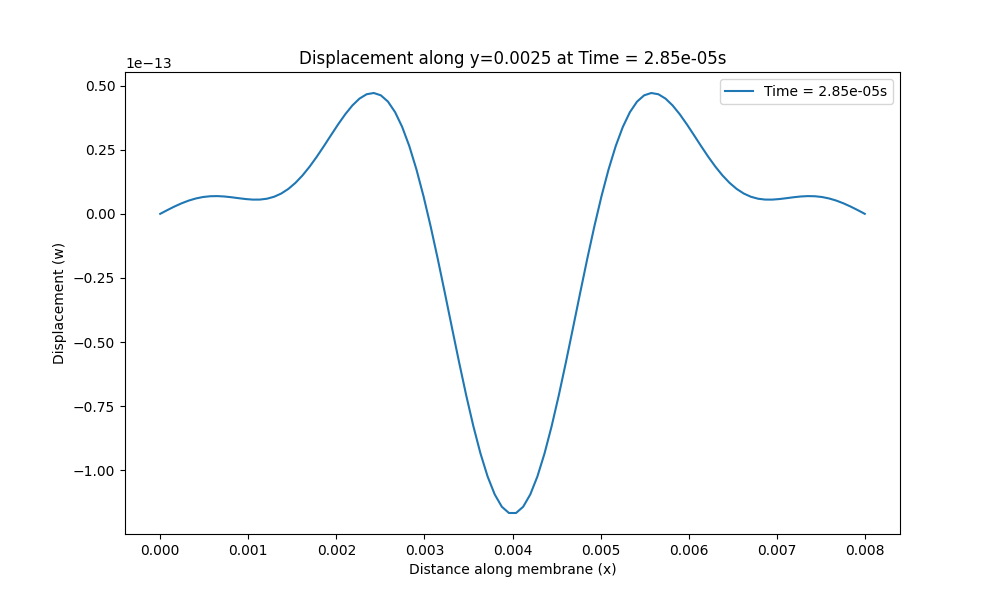 Displacement along y=0.0025 at Time = 2.85e-05s
1e−13
Time = 2.85e-05s
0.50
0.25
0.00
−0.25
−0.50
−0.75
−1.00
Displacement (w)
0.000 0.001 0.002 0.003 0.004 0.005 0.006 0.007 0.008
Distance along membrane (x)